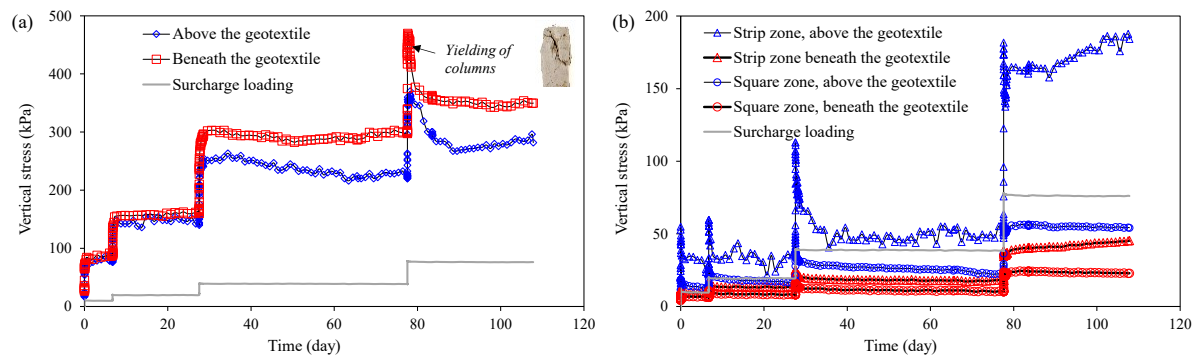 (a)
500
400
300
200
100
0
Vertical stress (kPa)
Above the geotextile
Beneath the geotextile
Surcharge loading
Yielding of
columns
0 20 40 60 80 100 120
Time (day)
(b)
200
150
100
50
0
Vertical stress (kPa)
Strip zone, above the geotextile
Strip zone beneath the geotextile
Square zone, above the geotextile
Square zone, beneath the geotextile
Surcharge loading
0 20 40 60 80 100 120
Time (day)